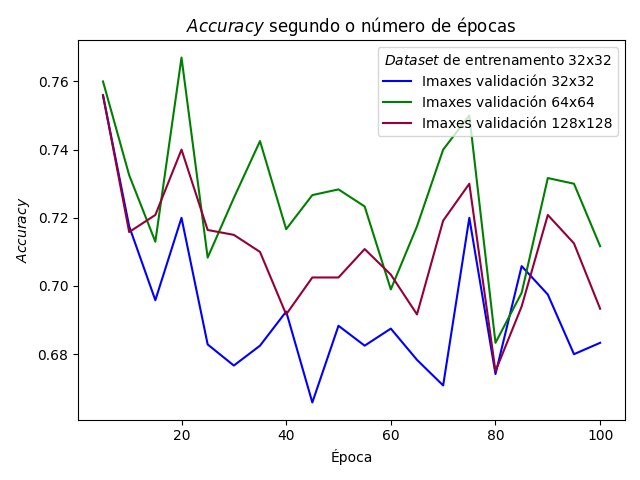 Accuracy segundo o número de épocas
Dataset de entrenamento 32x32
Imaxes validación 32x32
Imaxes validación 64x64
Imaxes validación 128x128
Accuracy
0.76
0.74
0.72
0.70
0.68
20 40 60 80 100
Época